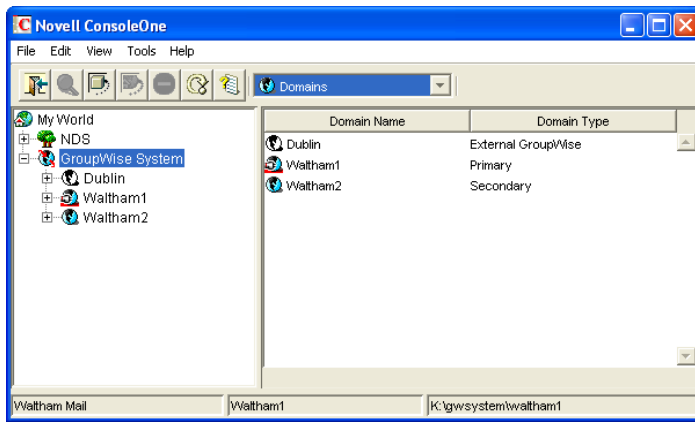 Novell ConsoleOne
File Edit View Tools Help
Domains
My World
NDS
GroupWise System
Dublin
Waltham1
Waltham2
Domain Name Domain Type
Dublin External GroupWise
Waltham1 Primary
Waltham2 Secondary
Waltham Mail Waltham1 K:\gwsystem\waltham1